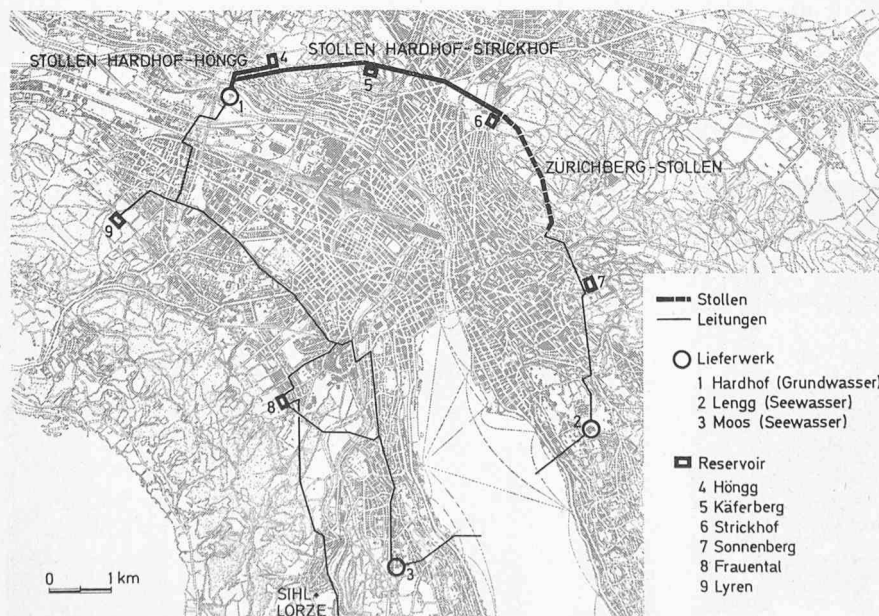 STOLLEN HARDHOF-HÖNGG
4
STOLLEN HARDHOF-STRICKHOF
5
1
6
ZÜRICHBERG-STOLLEN
9
7
8
2
3
SIHL+
LORZE
0 1 km
Stollen
Leitungen
Lieferwerk
1 Hardhof (Grundwasser)
2 Lengg (Seewasser)
3 Moos (Seewasser)
Reservoir
4 Höngg
5 Käferberg
6 Strickhof
7 Sonnenberg
8 Frauental
9 Lyren